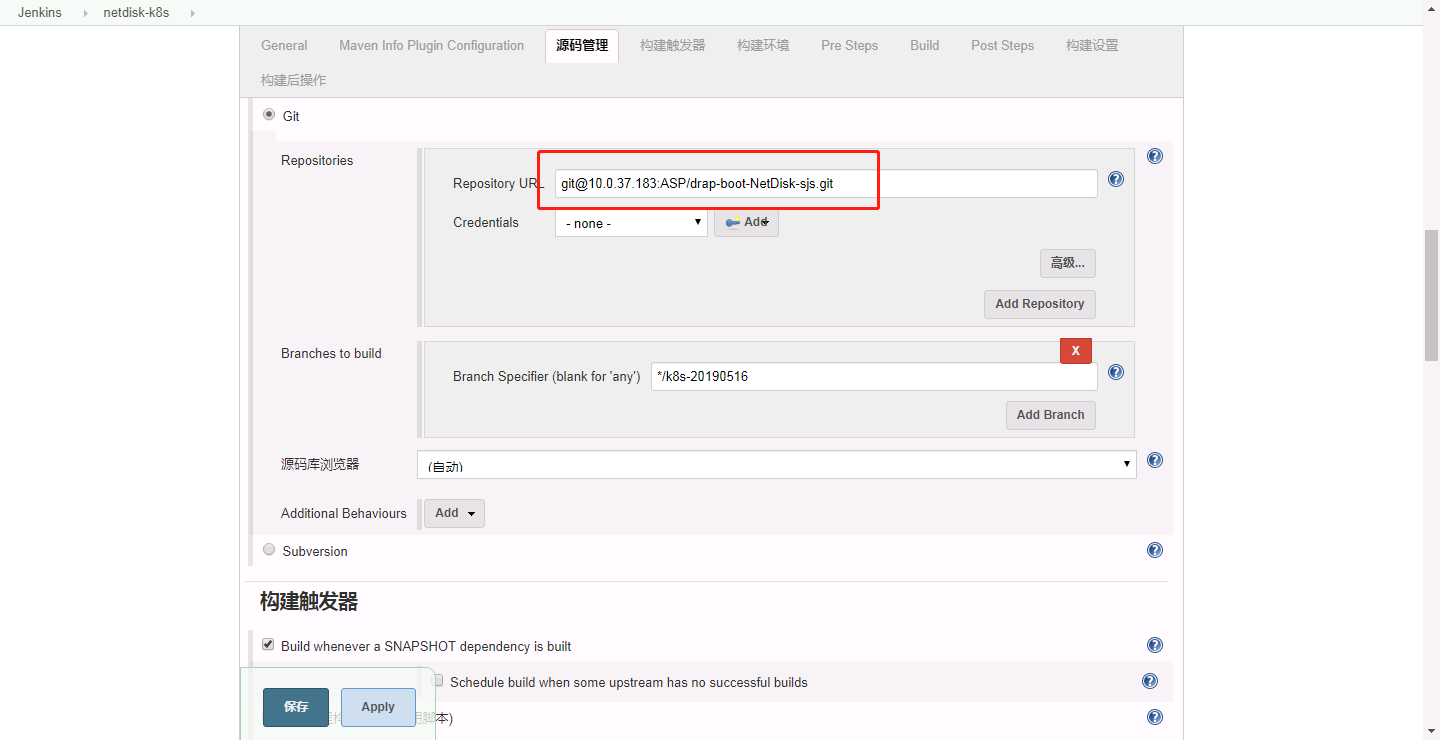 Jenkins netdisk-k8s
General Maven Info Plugin Configuration 源码管理 构建触发器 构建环境 Pre Steps Build Post Steps 构建设置
构建后操作
Git
Repositories
Repository URL git@10.0.37.183:ASP/drap-boot-NetDisk-sjs.git
Credentials - none - Add
高级...
Add Repository
Branches to build
X
Branch Specifier (blank for 'any') */k8s-20190516
Add Branch
源码库浏览器 (自动)
Additional Behaviours Add
Subversion
构建触发器
Build whenever a SNAPSHOT dependency is built
Schedule build when some upstream has no successful builds
保存 Apply
脚本)